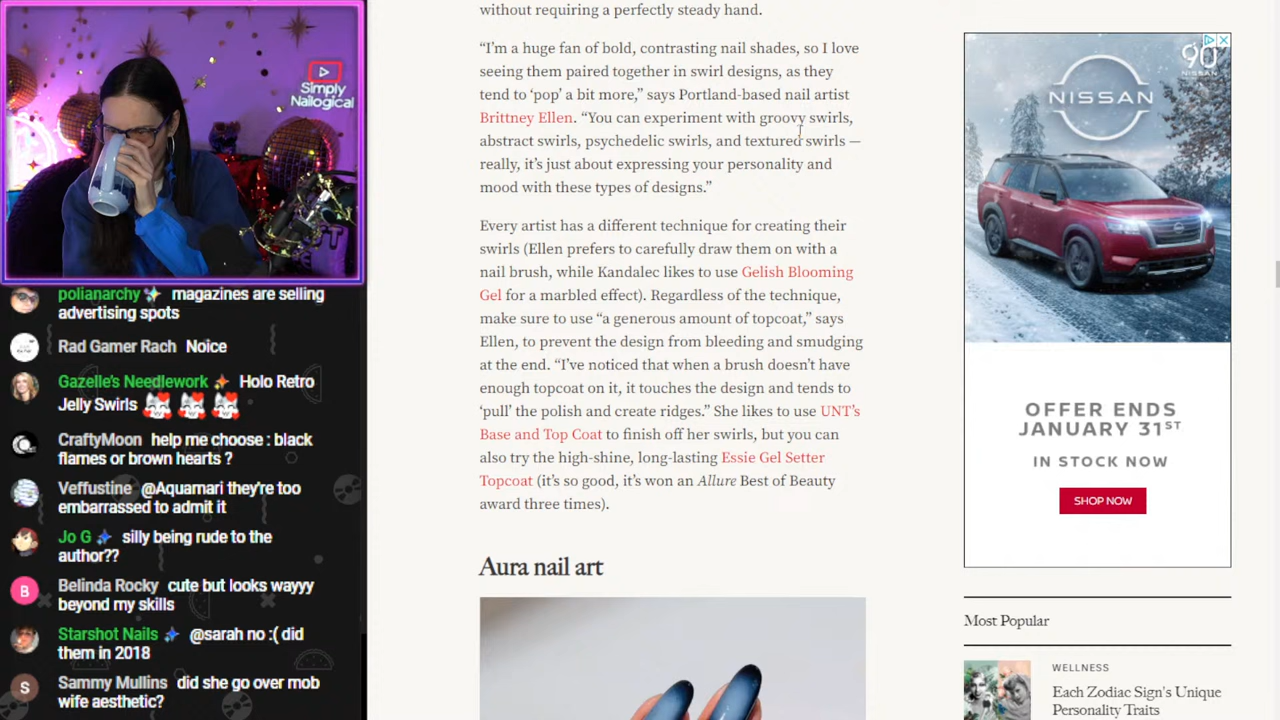 Simply
Nailogical
polianarchy magazines are selling
advertising spots
Rad Gamer Rach Noice
Gazelle's Needlework Holo Retro
Jelly Swirls
CraftyMoon help me choose : black
flames or brown hearts ?
Veffustine @Aquamari they're too
embarrassed to admit it
Jo G silly being rude to the
author??
B
Belinda Rocky cute but looks wayyy
beyond my skills
Starshot Nails @sarah no :( did
them in 2018
S
Sammy Mullins did she go over mob
wife aesthetic?
without requiring a perfectly steady hand.
“I’m a huge fan of bold, contrasting nail shades, so I love
seeing them paired together in swirl designs, as they
tend to ‘pop’ a bit more,” says Portland-based nail artist
Brittney Ellen. “You can experiment with groovy swirls,
abstract swirls, psychedelic swirls, and textured swirls —
really, it’s just about expressing your personality and
mood with these types of designs.”
Every artist has a different technique for creating their
swirls (Ellen prefers to carefully draw them on with a
nail brush, while Kandalec likes to use Gelish Blooming
Gel for a marbled effect). Regardless of the technique,
make sure to use “a generous amount of topcoat,” says
Ellen, to prevent the design from bleeding and smudging
at the end. “I’ve noticed that when a brush doesn’t have
enough topcoat on it, it touches the design and tends to
‘pull’ the polish and create ridges.” She likes to use UNT’s
Base and Top Coat to finish off her swirls, but you can
also try the high-shine, long-lasting Essie Gel Setter
Topcoat (it’s so good, it’s won an Allure Best of Beauty
award three times).
Aura nail art
NISSAN
90
NISSAN
OFFER ENDS
JANUARY 31ST
IN STOCK NOW
SHOP NOW
Most Popular
WELLNESS
Each Zodiac Sign's Unique
Personality Traits